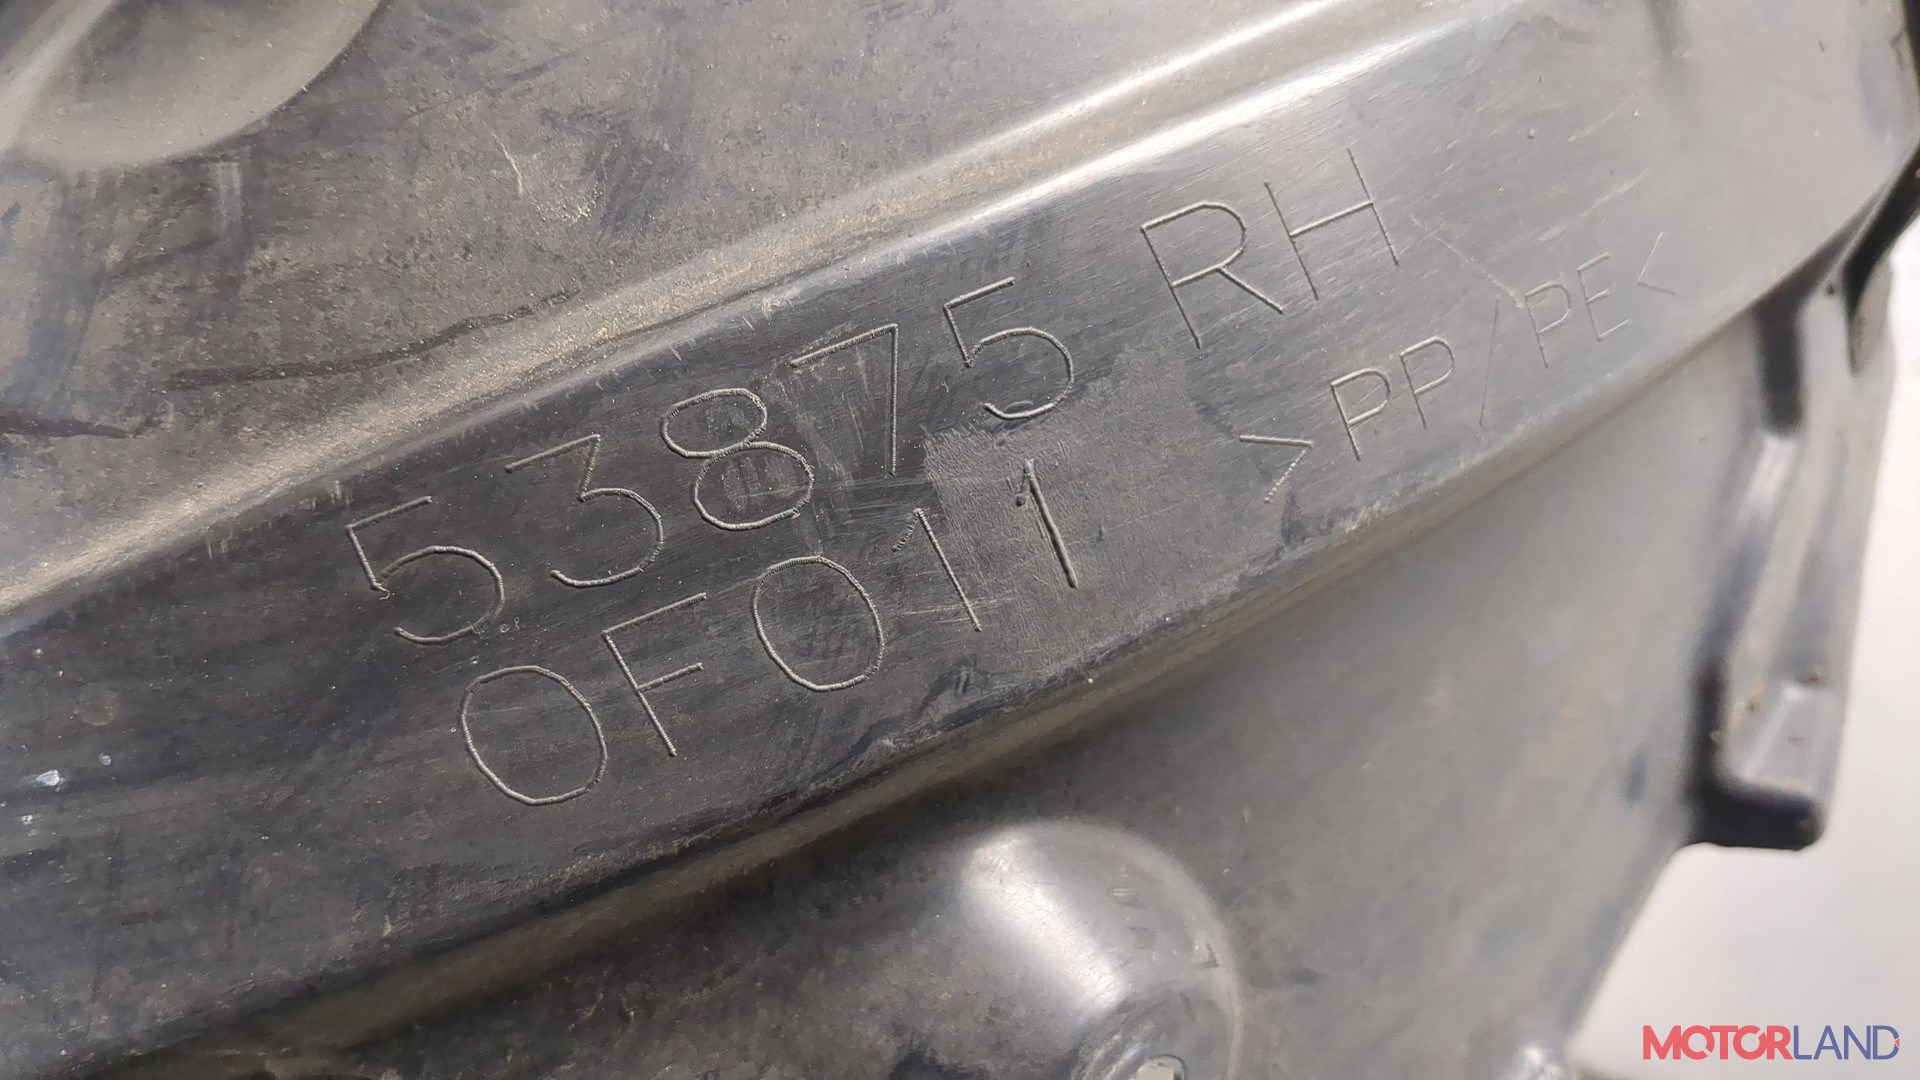 53875 RH
0F011
>PP/PE<
MOTORLAND